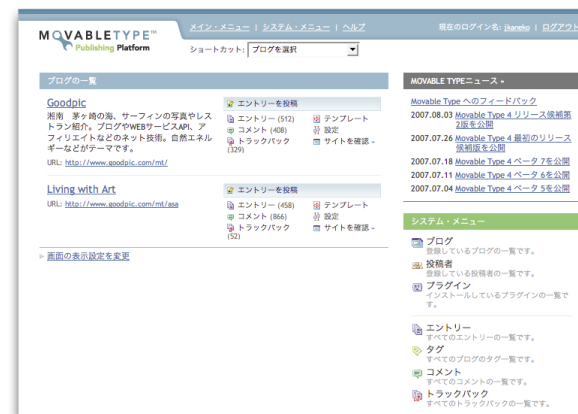 MOVABLETYPE™
Publishing Platform
メイン・メニュー | システム・メニュー | ヘルプ
現在のログイン名: jkaneko | ログアウト
ショートカット: ブログを選択
ブログの一覧
Goodpic
湘南 茅ヶ崎の海、サーフィンの写真やレス
トラン紹介。ブログやWEBサービスAPI、ア
フィリエイトなどのネット技術。自然エネル
ギーなどがテーマです。
URL: http://www.goodpic.com/mt/
エントリーを投稿
エントリー (512) テンプレート
コメント (408) 設定
トラックバック サイトを確認 »
(329)
Living with Art
URL: http://www.goodpic.com/mt/asa
エントリーを投稿
エントリー (458) テンプレート
コメント (866) 設定
トラックバック サイトを確認 »
(52)
画面の表示設定を変更
MOVABLE TYPEニュース »
Movable Type へのフィードバック
2007.08.03 Movable Type 4 リリース候補第
2版を公開
2007.07.26 Movable Type 4 最初のリリース
候補版を公開
2007.07.18 Movable Type 4 ベータ 7を公開
2007.07.11 Movable Type 4 ベータ 6を公開
2007.07.04 Movable Type 4 ベータ 5を公開
システム・メニュー
ブログ
登録しているブログの一覧です。
投稿者
登録している投稿者の一覧です。
プラグイン
インストールしているプラグインの一覧で
す。
エントリー
すべてのエントリーの一覧です。
タグ
すべてのブログのタグ一覧です。
コメント
すべてのコメントの一覧です。
トラックバック
すべてのトラックバックの一覧です。